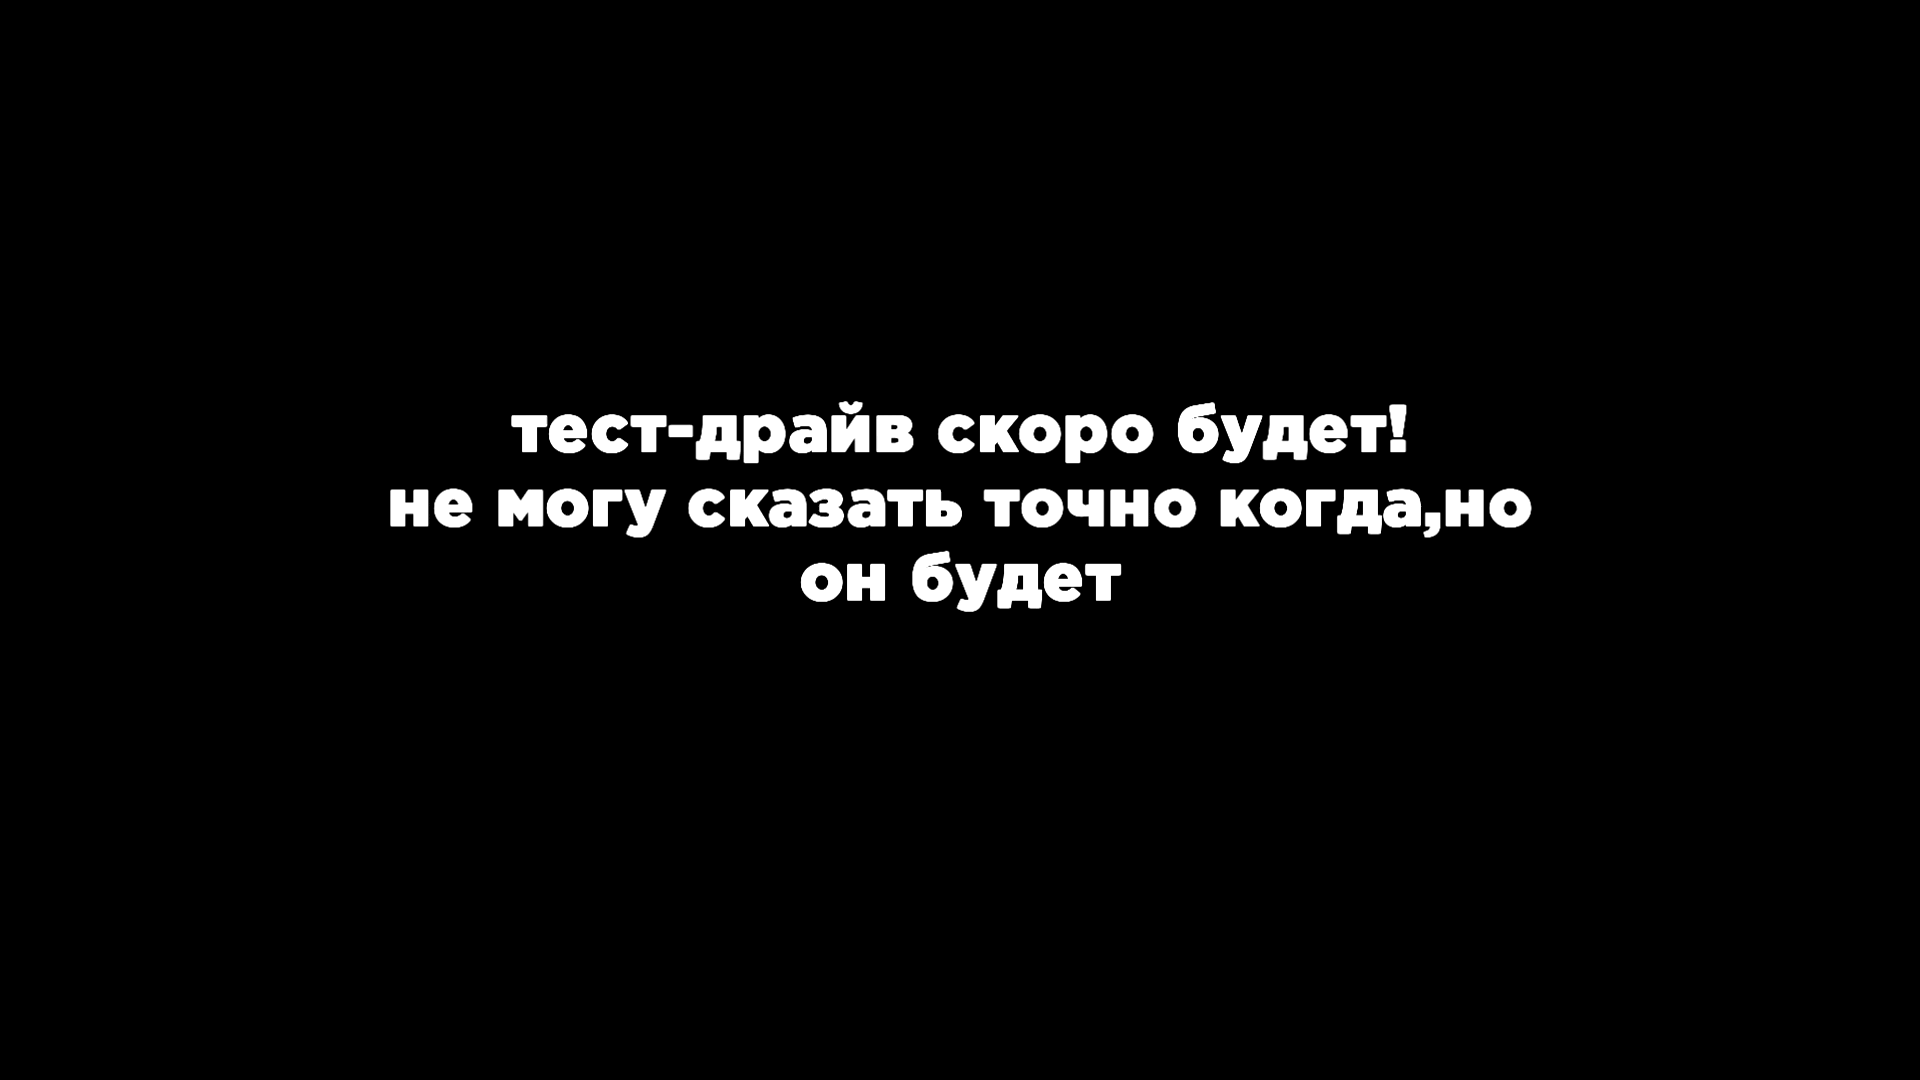 тест-драйв скоро будет!
не могу сказать точно когда,но
он будет